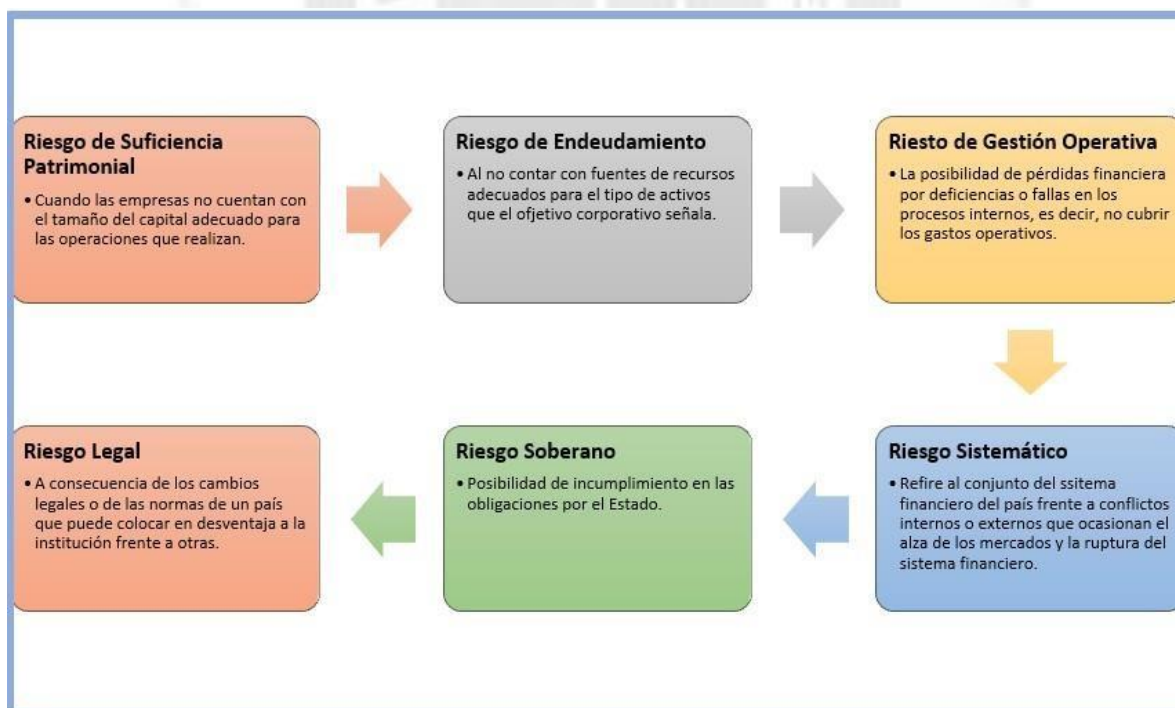 Riesgo de Suficiencia
Patrimonial
• Cuando las empresas no cuentan con
el tamaño del capital adecuado para
las operaciones que realizan.
Riesgo de Endeudamiento
• Al no contar con fuentes de recursos
adecuados para el tipo de activos
que el ofjetivo corporativo señala.
Riesto de Gestión Operativa
• La posibilidad de pérdidas financiera
por deficiencias o fallas en los
procesos internos, es decir, no cubrir
los gastos operativos.
Riesgo Sistemático
• Refire al conjunto del ssitema
financiero del país frente a conflictos
internos o externos que ocasionan el
alza de los mercados y la ruptura del
sistema financiero.
Riesgo Soberano
• Posibilidad de incumplimiento en las
obligaciones por el Estado.
Riesgo Legal
• A consecuencia de los cambios
legales o de las normas de un país
que puede colocar en desventaja a la
institución frente a otras.